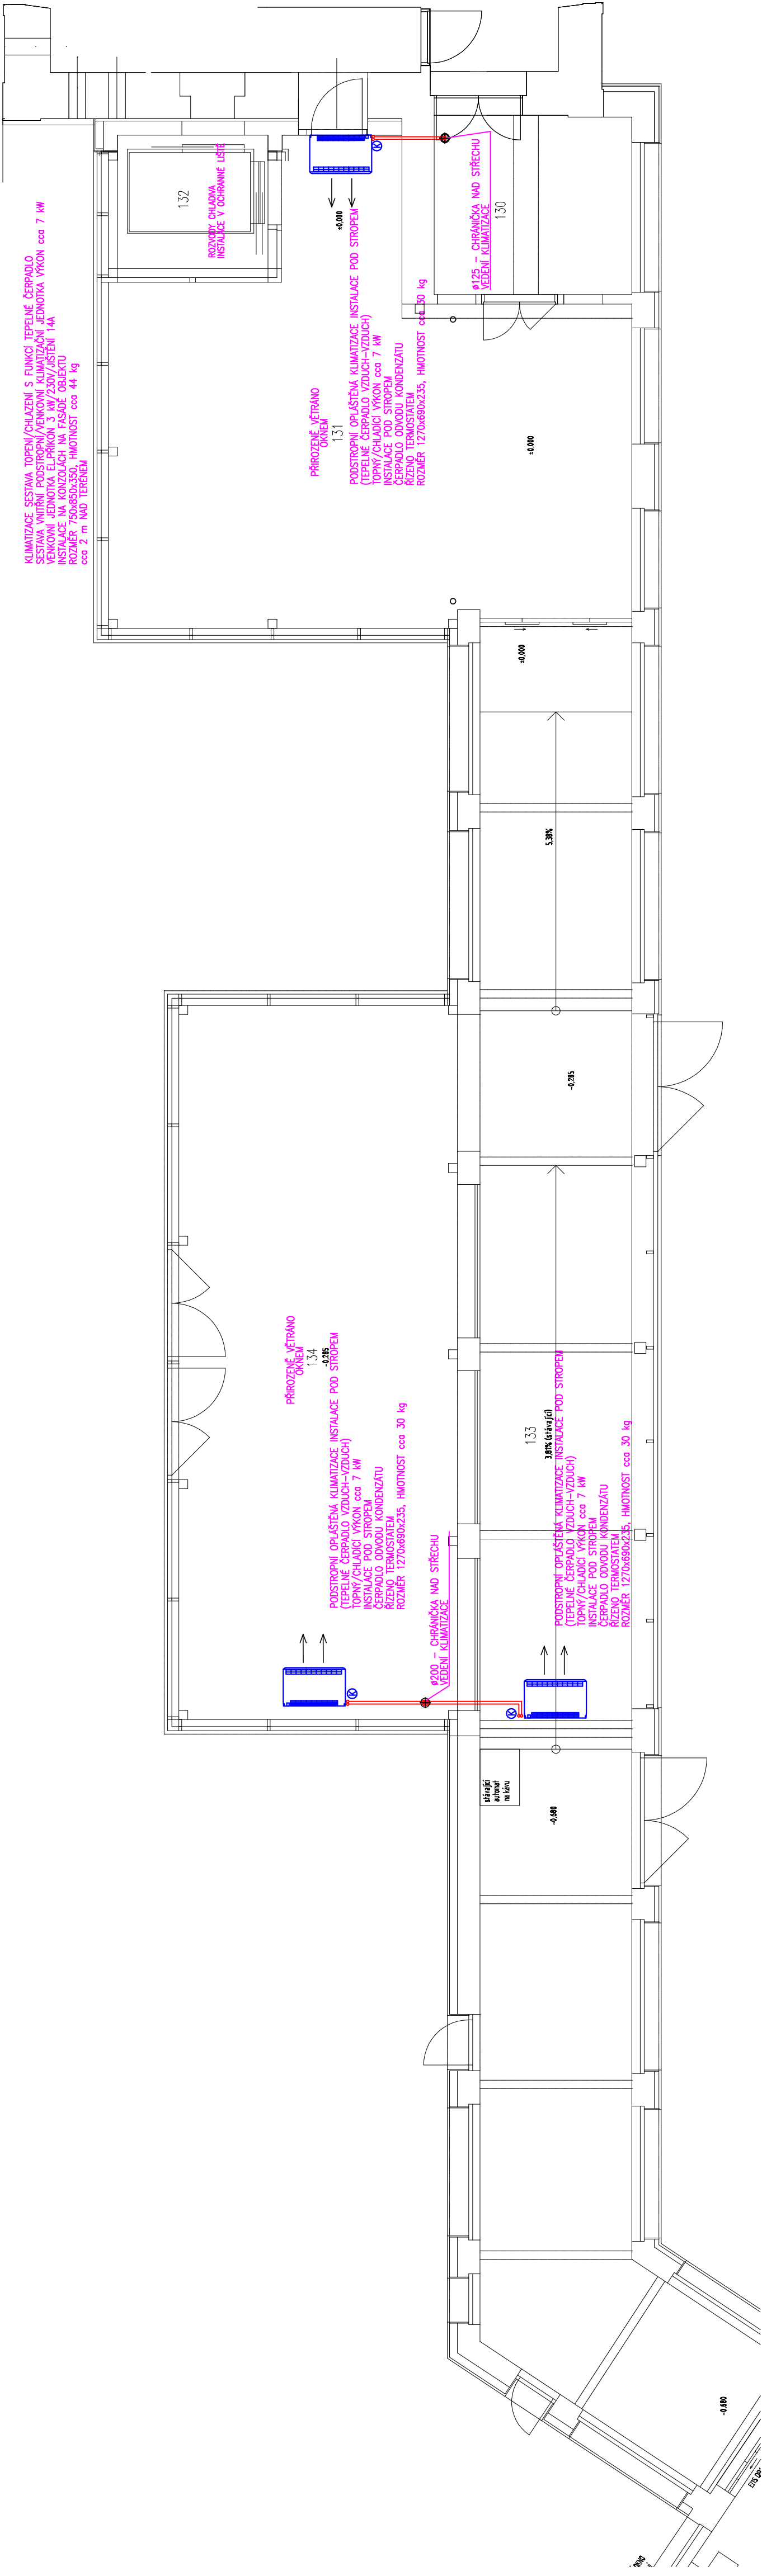 KLIMATIZACE SESTAVA TOPENÍ/CHLAZENÍ S FUNKCÍ TEPELNÉ ČERPADLO
SESTAVA VNITŘNÍ PODSTROPNÍ/VENKOVNÍ KLIMATIZAČNÍ JEDNOTKA VÝKON cca 7 kW
VENKOVNÍ JEDNOTKA EL.PŘÍKON 3 kW/230V/JIŠTĚNÍ 14A
INSTALACE NA KONZOLÁCH NA FASÁDĚ OBJEKTU
ROZMĚR 750x850x350, HMOTNOST cca 44 kg
cca 2 m NAD TERÉNEM
132
ROZVODY CHLADIVA
INSTALACE V OCHRANNÉ LIŠTĚ
±0,000
PŘIROZENĚ VĚTRÁNO
OKNEM
131
PODSTROPNÍ OPLÁŠTĚNÁ KLIMATIZACE INSTALACE POD STROPEM
(TEPELNÉ ČERPADLO VZDUCH-VZDUCH)
TOPNÝ/CHLADÍCÍ VÝKON cca 7 kW
INSTALACE POD STROPEM
ČERPADLO ODVODU KONDENZÁTU
ŘÍZENO TERMOSTATEM
ROZMĚR 1270x690x235, HMOTNOST cca 30 kg
K
ø125 - CHRÁNIČKA NAD STŘECHU
VEDENÍ KLIMATIZACE
130
±0,000
±0,000
5,38%
-0,285
PŘIROZENĚ VĚTRÁNO
OKNEM
134
-0,285
PODSTROPNÍ OPLÁŠTĚNÁ KLIMATIZACE INSTALACE POD STROPEM
(TEPELNÉ ČERPADLO VZDUCH-VZDUCH)
TOPNÝ/CHLADÍCÍ VÝKON cca 7 kW
INSTALACE POD STROPEM
ČERPADLO ODVODU KONDENZÁTU
ŘÍZENO TERMOSTATEM
ROZMĚR 1270x690x235, HMOTNOST cca 30 kg
K
ø200 - CHRÁNIČKA NAD STŘECHU
VEDENÍ KLIMATIZACE
133
3,81% (stávající)
PODSTROPNÍ OPLÁŠTĚNÁ KLIMATIZACE INSTALACE POD STROPEM
(TEPELNÉ ČERPADLO VZDUCH-VZDUCH)
TOPNÝ/CHLADÍCÍ VÝKON cca 7 kW
INSTALACE POD STROPEM
ČERPADLO ODVODU KONDENZÁTU
ŘÍZENO TERMOSTATEM
ROZMĚR 1270x690x235, HMOTNOST cca 30 kg
K
stávající
automat
na kávu
-0,680
-0,680